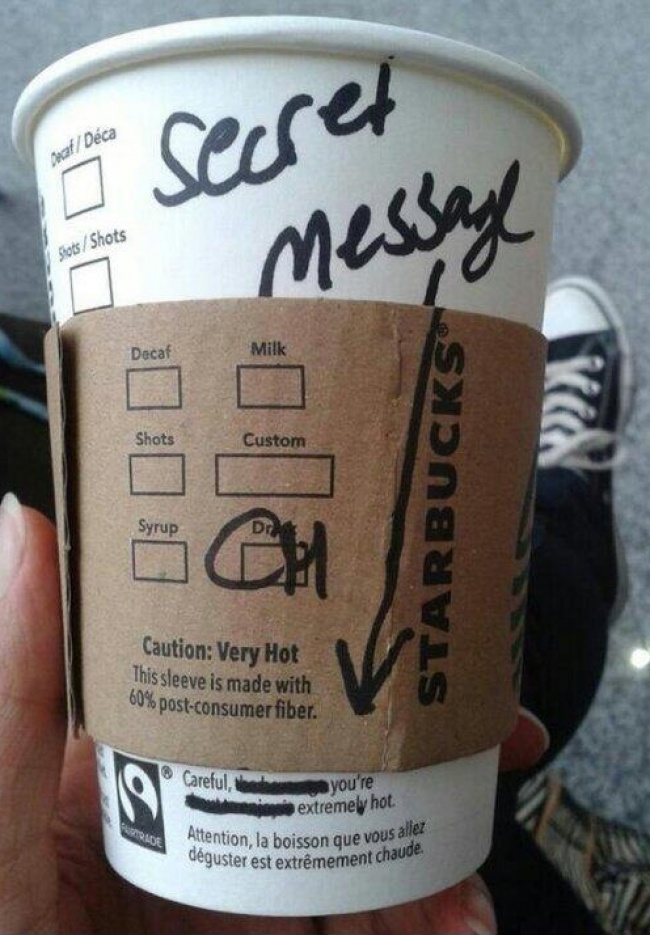 Decaf / Déca
Secret
Shots / Shots
Message
Decaf
Milk
Shots
Custom
Syrup
CH
Caution: Very Hot
This sleeve is made with
60% post-consumer fiber.
STARBUCKS®
FAIRTRADE ®
Careful, you're
extremely hot.
Attention, la boisson que vous allez
déguster est extrêmement chaude.